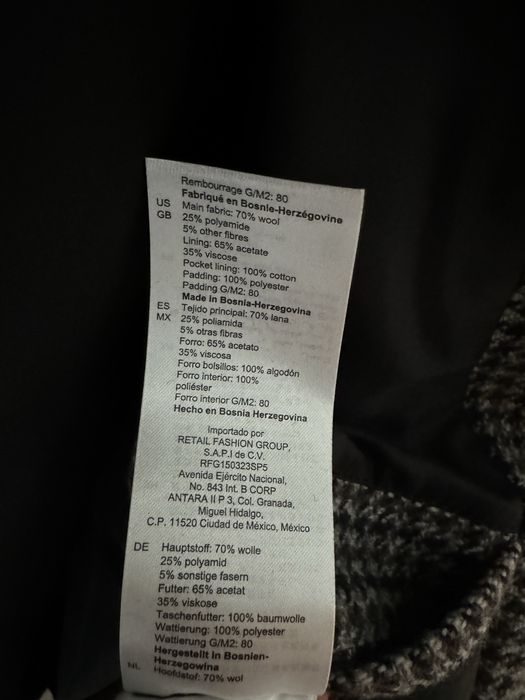 Rembourrage G/M2: 80
Fabriqué en Bosnie-Herzégovine
US Main fabric: 70% wool
GB 25% polyamide
5% other fibres
Lining: 65% acetate
35% viscose
Pocket lining: 100% cotton
Padding: 100% polyester
Padding G/M2: 80
Made in Bosnia-Herzegovina
ES Tejido principal: 70% lana
MX 25% poliamida
5% otras fibras
Forro: 65% acetato
35% viscosa
Forro bolsillos: 100% algodón
Forro interior: 100%
poliéster
Forro interior G/M2: 80
Hecho en Bosnia Herzegovina
Importado por
RETAIL FASHION GROUP,
S.A.P.I de C.V.
RFG150323SP5
Avenida Ejército Nacional,
No. 843 Int. B CORP
ANTARA II P 3, Col. Granada,
Miguel Hidalgo,
C.P. 11520 Ciudad de México, México
DE Hauptstoff: 70% wolle
25% polyamid
5% sonstige fasern
Futter: 65% acetat
35% viskose
Taschenfutter: 100% baumwolle
Wattierung: 100% polyester
Wattierung G/M2: 80
Hergestellt in Bosnien-
Herzegowina
NL Hoofdstof: 70% wol